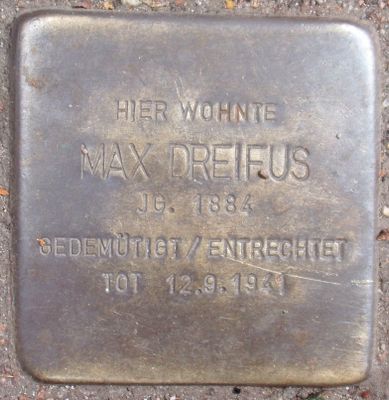 HIER WOHNTE
MAX DREIFUS
JG. 1884
GEDEMÜTIGT / ENTRECHTET
TOT 12.9.1941